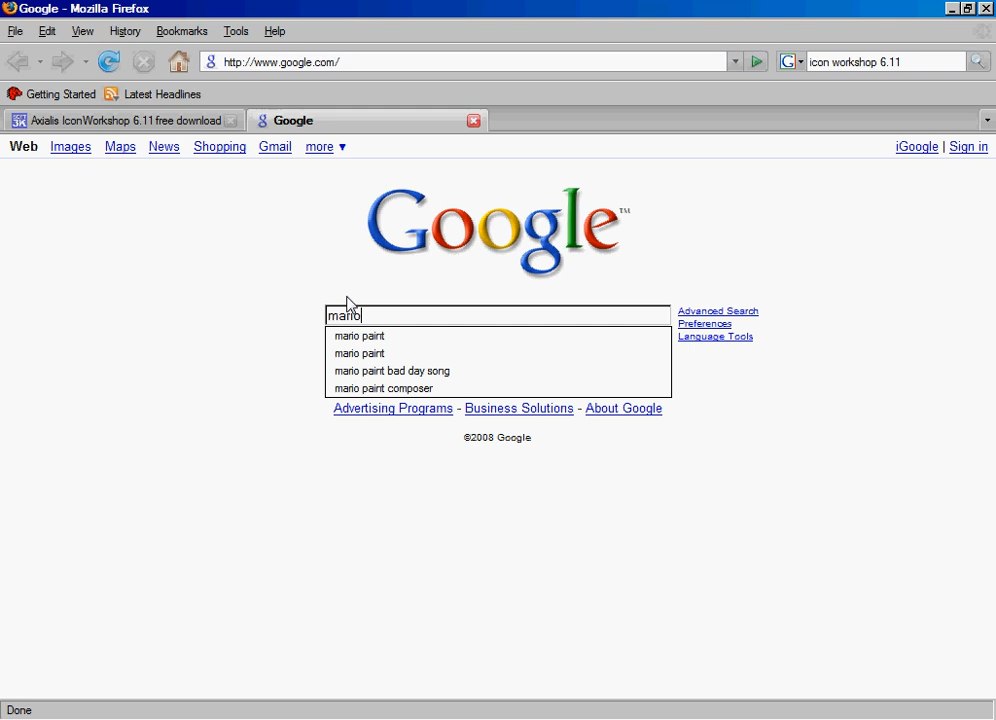 Google - Mozilla Firefox
File Edit View History Bookmarks Tools Help
http://www.google.com/ icon workshop 6.11
Getting Started Latest Headlines
Axialis IconWorkshop 6.11 free download Google
Web Images Maps News Shopping Gmail more ▼ iGoogle | Sign in
Google™
mario
Advanced Search
Preferences
Language Tools
mario paint
mario paint
mario paint bad day song
mario paint composer
Advertising Programs - Business Solutions - About Google
©2008 Google
Done